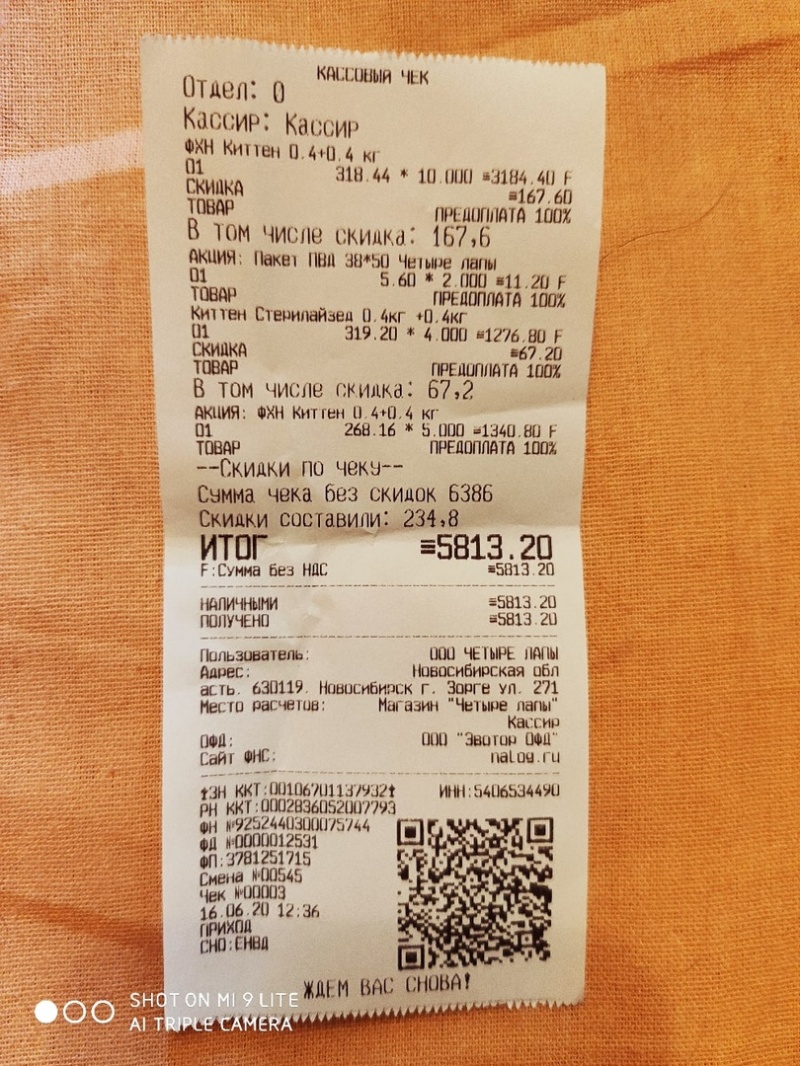 КАССОВЫЙ ЧЕК
Отдел: 0
Кассир: Кассир
ФХН Киттен 0.4+0.4 кг
01 318.44 * 10.000 ≡3184.40 F
СКИДКА ≡167.60
ТОВАР ПРЕДОПЛАТА 100%
В том числе скидка: 167,6
АКЦИЯ: Пакет ПВД 38*50 Четыре лапы
01 5.60 * 2.000 ≡11.20 F
ТОВАР ПРЕДОПЛАТА 100%
Киттен Стерилайзед 0.4кг +0.4кг
01 319.20 * 4.000 ≡1276.80 F
СКИДКА ≡67.20
ТОВАР ПРЕДОПЛАТА 100%
В том числе скидка: 67,2
АКЦИЯ: ФХН Киттен 0.4+0.4 кг
01 268.16 * 5.000 ≡1340.80 F
ТОВАР ПРЕДОПЛАТА 100%
--Скидки по чеку--
Сумма чека без скидок 6386
Скидки составили: 234,8
ИТОГ ≡5813.20
F:Сумма без НДС ≡5813.20
НАЛИЧНЫМИ ≡5813.20
ПОЛУЧЕНО ≡5813.20
Пользователь: ООО ЧЕТЫРЕ ЛАПЫ
Адрес: Новосибирская обл
асть. 630119. Новосибирск г. Зорге ул. 271
Место расчетов: Магазин "Четыре лапы"
Кассир
ОФД: ООО "Эвотор ОФД"
Сайт ФНС: nalog.ru
ЗН ККТ:00106701137932 ИНН:5406534490
РН ККТ:0002836052007793
ФН №9252440300075744
ФД №0000012531
ФП:3781251715
Смена №00545
Чек №00003
16.06.20 12:36
ПРИХОД
СНО:ЕНВД
ЖДЕМ ВАС СНОВА!
SHOT ON MI 9 LITE
AI TRIPLE CAMERA